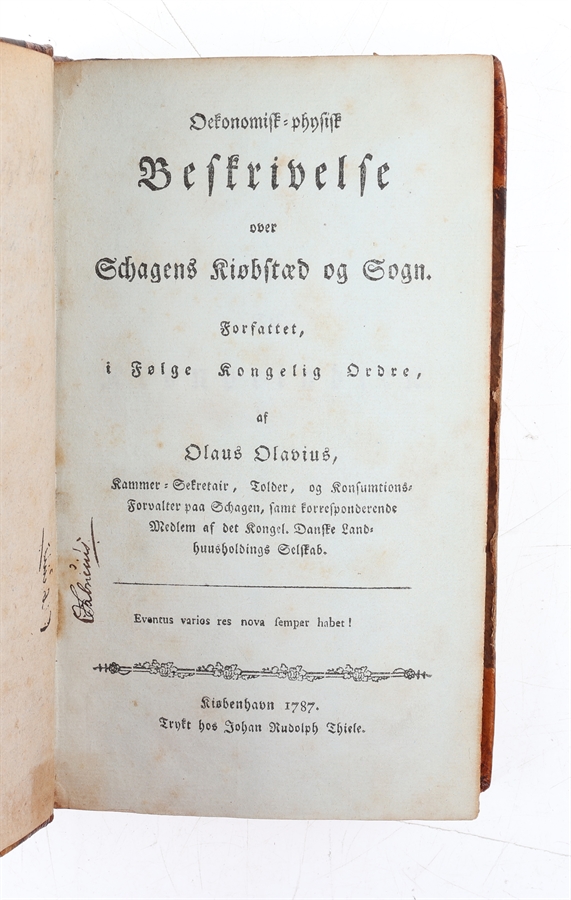 Oekonomisk-physisk
Beskrivelse
over
Schagens Kiøbstæd og Sogn.
Forfattet,
i Følge Kongelig Ordre,
af
Olaus Olavius,
Kammer-Sekretair, Tolder, og Konsumtions-
Forvalter paa Schagen, samt korresponderende
Medlem af det Kongel. Danske Land-
huusholdings Selskab.
Eventus varios res nova semper habet!
Kiøbenhavn 1787.
Trykt hos Johan Rudolph Thiele.